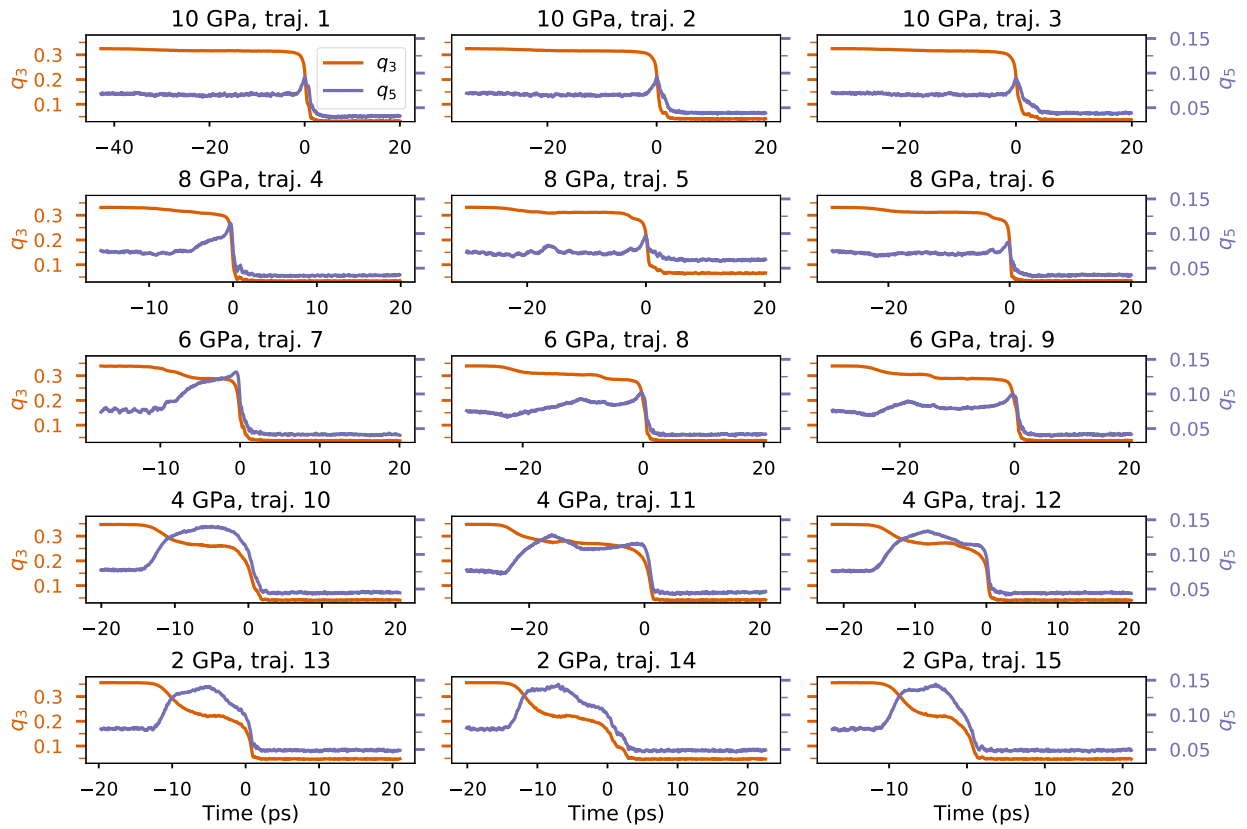 10 GPa, traj. 1 10 GPa, traj. 2 10 GPa, traj. 3
q3 0.3 0.2 0.1
q3
q5
0.15 0.10 0.05 q5
−40 −20 0 20 −20 0 20 −20 0 20
8 GPa, traj. 4 8 GPa, traj. 5 8 GPa, traj. 6
q3 0.3 0.2 0.1
0.15 0.10 0.05 q5
−10 0 10 20 −20 0 20 −20 0 20
6 GPa, traj. 7 6 GPa, traj. 8 6 GPa, traj. 9
q3 0.3 0.2 0.1
0.15 0.10 0.05 q5
−10 0 10 20 −20 0 20 −20 0 20
4 GPa, traj. 10 4 GPa, traj. 11 4 GPa, traj. 12
q3 0.3 0.2 0.1
0.15 0.10 0.05 q5
−20 −10 0 10 20 −20 0 20 −20 −10 0 10 20
2 GPa, traj. 13 2 GPa, traj. 14 2 GPa, traj. 15
q3 0.3 0.2 0.1
0.15 0.10 0.05 q5
−20 −10 0 10 20 −20 −10 0 10 20 −10 0 10 20
Time (ps) Time (ps) Time (ps)